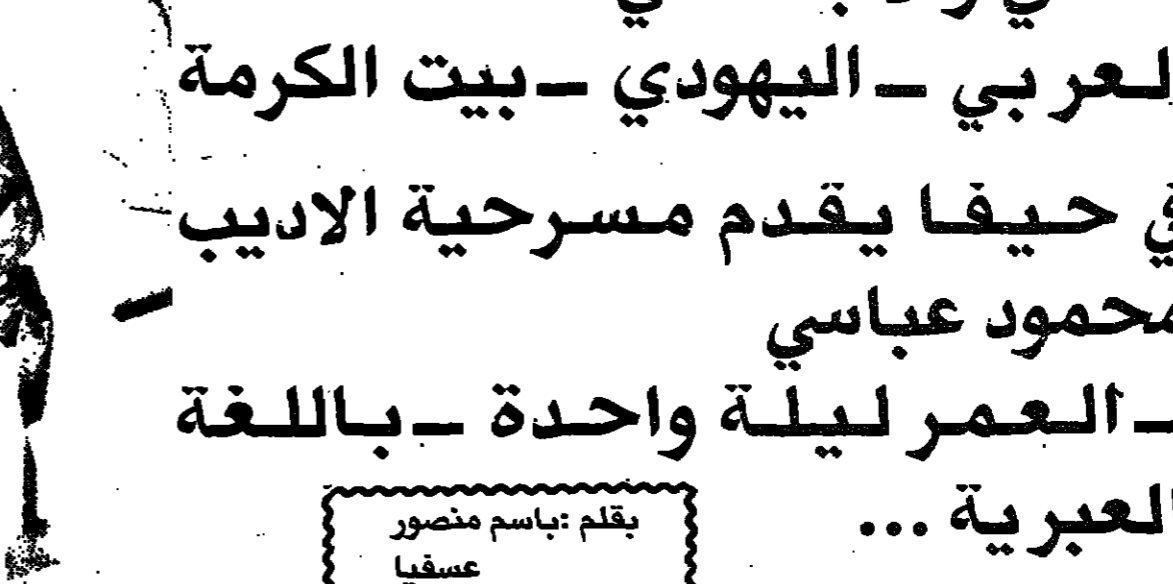 العربي ـ اليهودي ـ بيت الكرمة
في حيفا يقدم مسرحية الاديب
محمود عباسي
ـ العمر ليلة واحدة ـ باللغة
العبرية ...
بقلم : باسم منصور
عسفيا